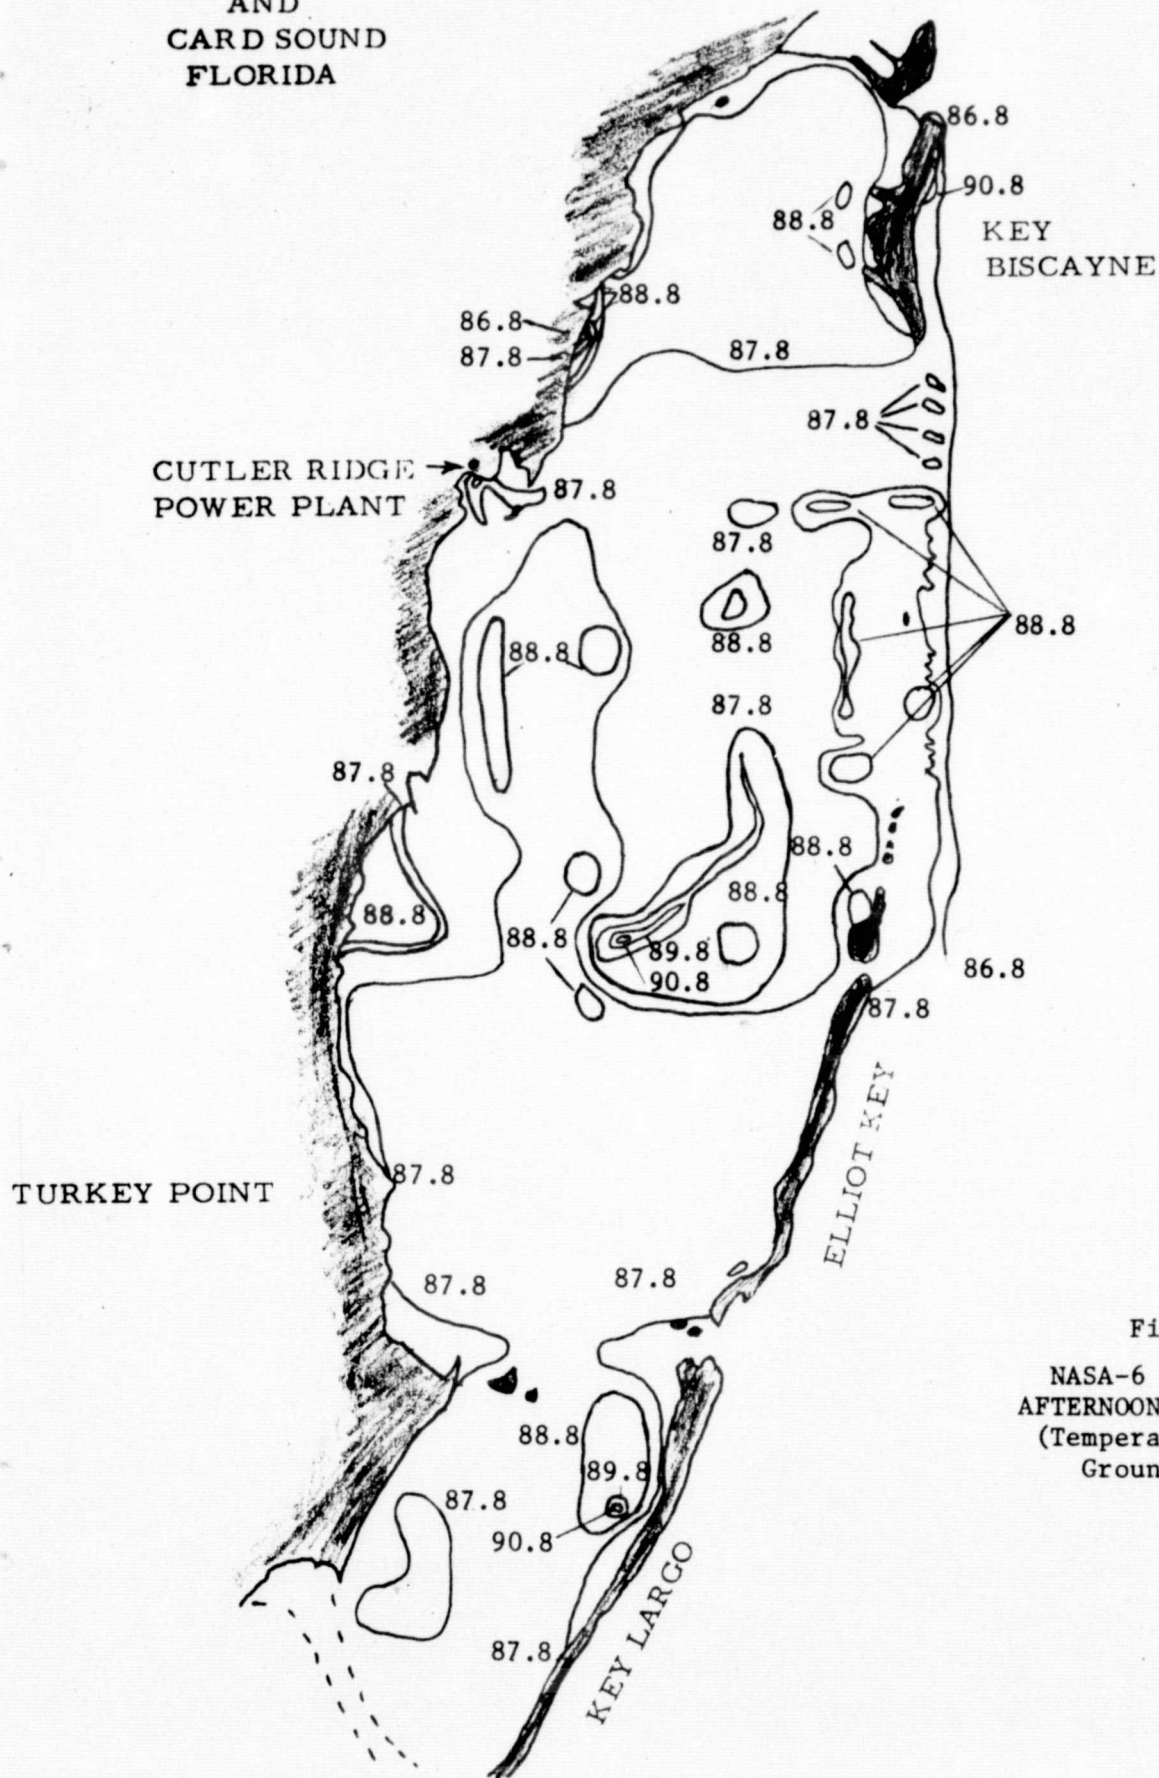 AND
CARD SOUND
FLORIDA
86.8
90.8
88.8
KEY
BISCAYNE
88.8
86.8
87.8
87.8
87.8
CUTLER RIDGE
POWER PLANT
87.8
87.8
88.8
88.8
88.8
87.8
87.8
88.8
88.8
88.8
88.8
89.8
90.8
86.8
87.8
ELLIOT KEY
TURKEY POINT
87.8
87.8
87.8
Fi
NASA-6
AFTERNOON
(Tempera
Groun
88.8
89.8
87.8
90.8
87.8
KEY LARGO